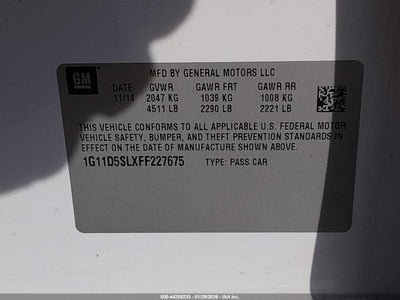 GM
MFD BY GENERAL MOTORS LLC
DATE GVWR GAWR FRT GAWR RR
11/14 2047 KG 1039 KG 1008 KG
4511 LB 2290 LB 2221 LB
THIS VEHICLE CONFORMS TO ALL APPLICABLE U.S. FEDERAL MOTOR
VEHICLE SAFETY, BUMPER, AND THEFT PREVENTION STANDARDS IN
EFFECT ON THE DATE OF MANUFACTURE SHOWN ABOVE.
1G11D5SLXFF227675 TYPE: PASS CAR
000-44259233 - 01/29/2026 - IAA Inc.